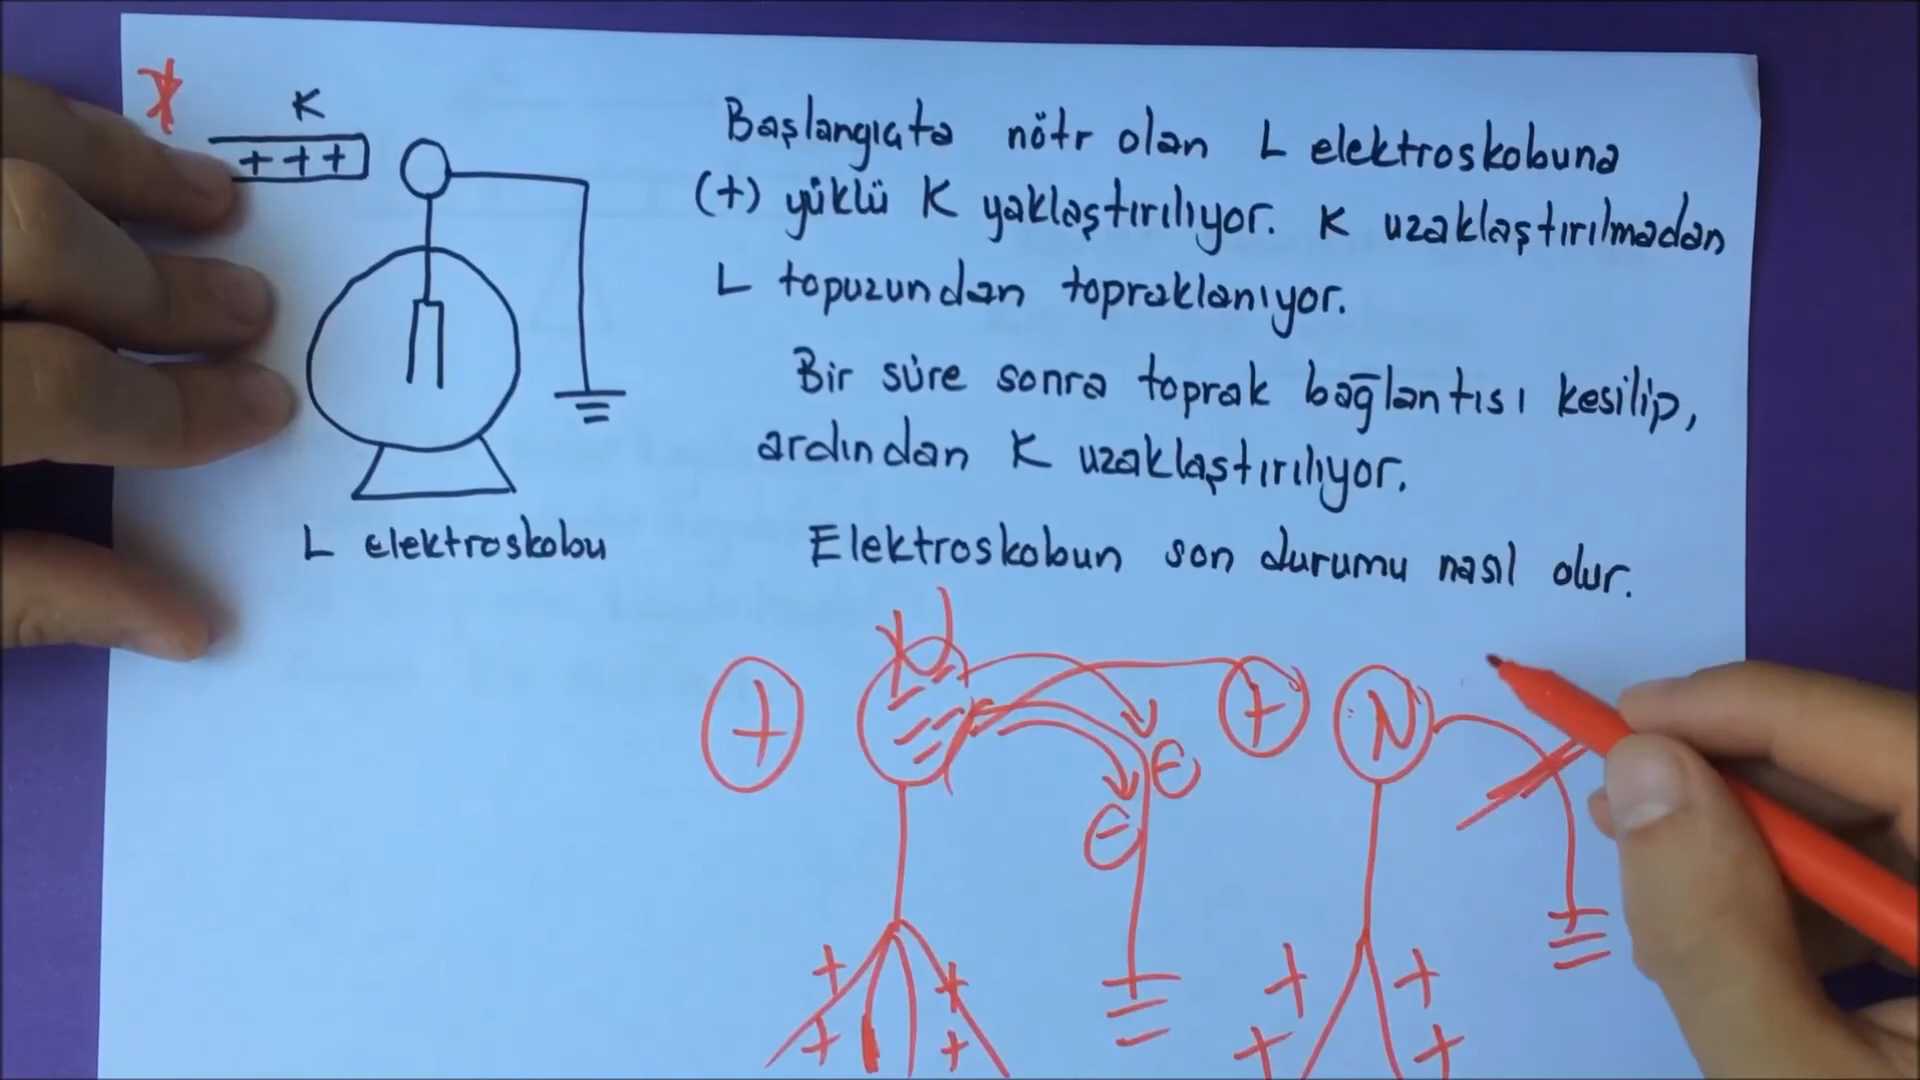 K
+ + +
L elektroskobu
Başlangıçta nötr olan L elektroskobuna
(+) yüklü K yaklaştırılıyor. K uzaklaştırılmadan
L topuzundan topraklanıyor.
Bir süre sonra toprak bağlantısı kesilip,
ardından K uzaklaştırılıyor.
Elektroskobun son durumu nasıl olur.
+ + N
+ + + +
+ + + +